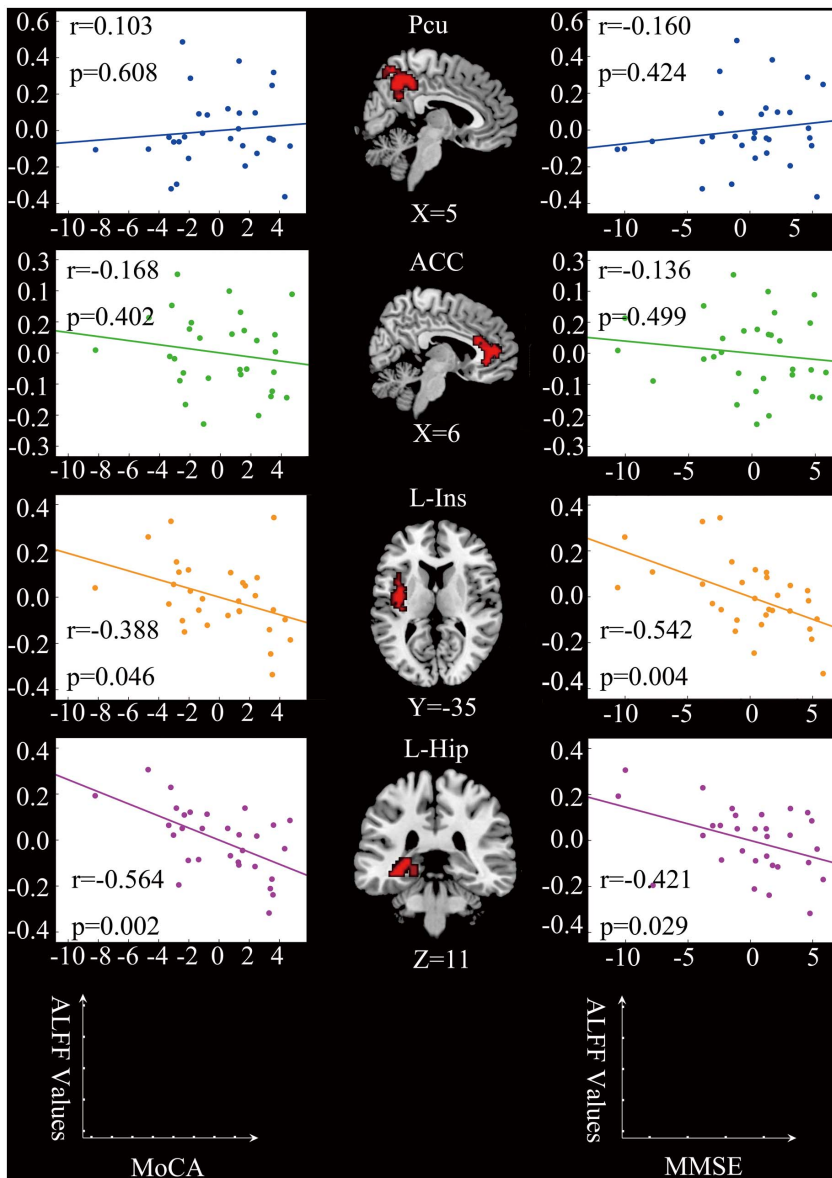 Pcu
r=0.103
p=0.608
0.6
0.4
0.2
0.0
-0.2
-0.4
-10 -8 -6 -4 -2 0 2 4
X=5
r=-0.160
p=0.424
0.6
0.4
0.2
0.0
-0.2
-0.4
-10 -5 0 5
ACC
r=-0.168
p=0.402
0.3
0.1
0.2
0.0
-0.1
-0.2
-0.3
-10 -8 -6 -4 -2 0 2 4
X=6
r=-0.136
p=0.499
0.3
0.1
0.2
0.0
-0.1
-0.2
-0.3
-10 -5 0 5
L-Ins
0.4
0.2
0.0
-0.2
-0.4
r=-0.388
p=0.046
-10 -8 -6 -4 -2 0 2 4
Y=-35
0.4
0.2
0.0
-0.2
-0.4
r=-0.542
p=0.004
-10 -5 0 5
L-Hip
0.4
0.2
0.0
-0.2
-0.4
r=-0.564
p=0.002
-10 -8 -6 -4 -2 0 2 4
Z=11
0.4
0.2
0.0
-0.2
-0.4
r=-0.421
p=0.029
-10 -5 0 5
ALFF Values
MoCA
ALFF Values
MMSE